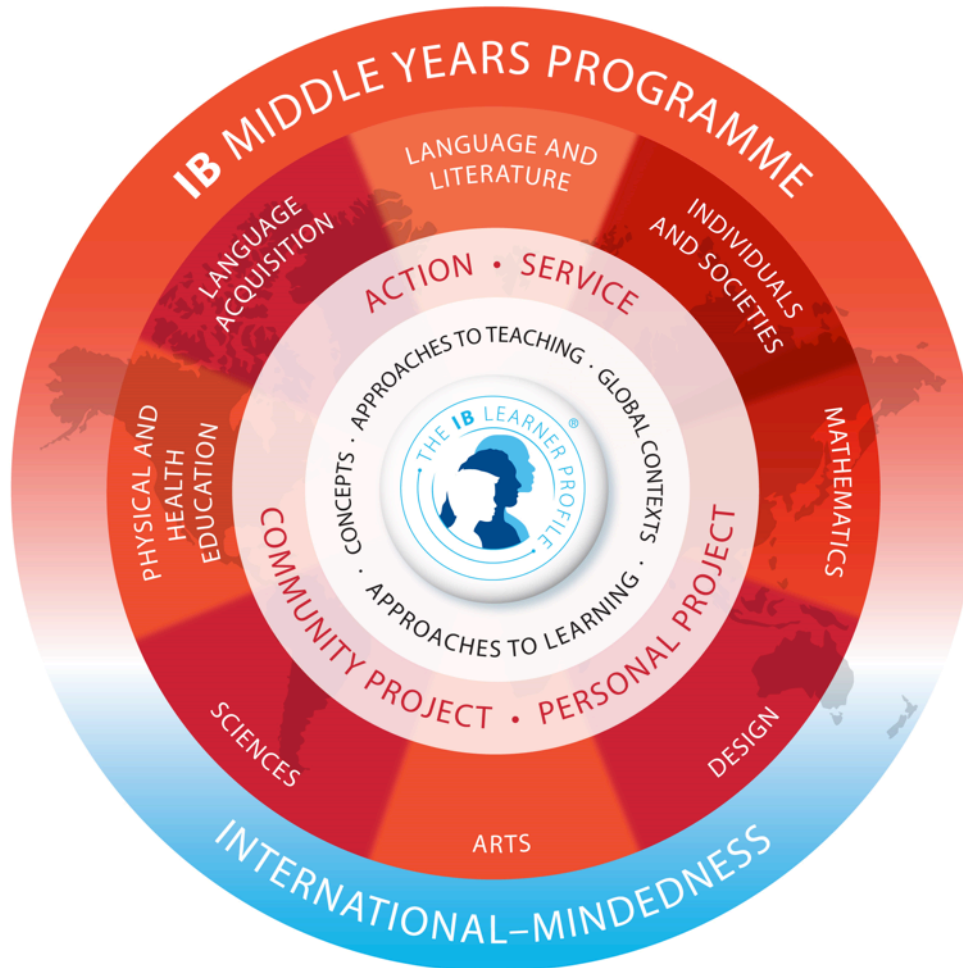 IB MIDDLE YEARS PROGRAMME
LANGUAGE AND
LITERATURE
INDIVIDUALS
AND SOCIETIES
MATHEMATICS
DESIGN
ARTS
SCIENCES
PHYSICAL AND
HEALTH
EDUCATION
LANGUAGE
ACQUISITION
ACTION • SERVICE
PERSONAL PROJECT
•
COMMUNITY PROJECT
APPROACHES TO TEACHING · GLOBAL CONTEXTS ·
APPROACHES TO LEARNING · CONCEPTS ·
• THE IB LEARNER PROFILE •
®
INTERNATIONAL–MINDEDNESS